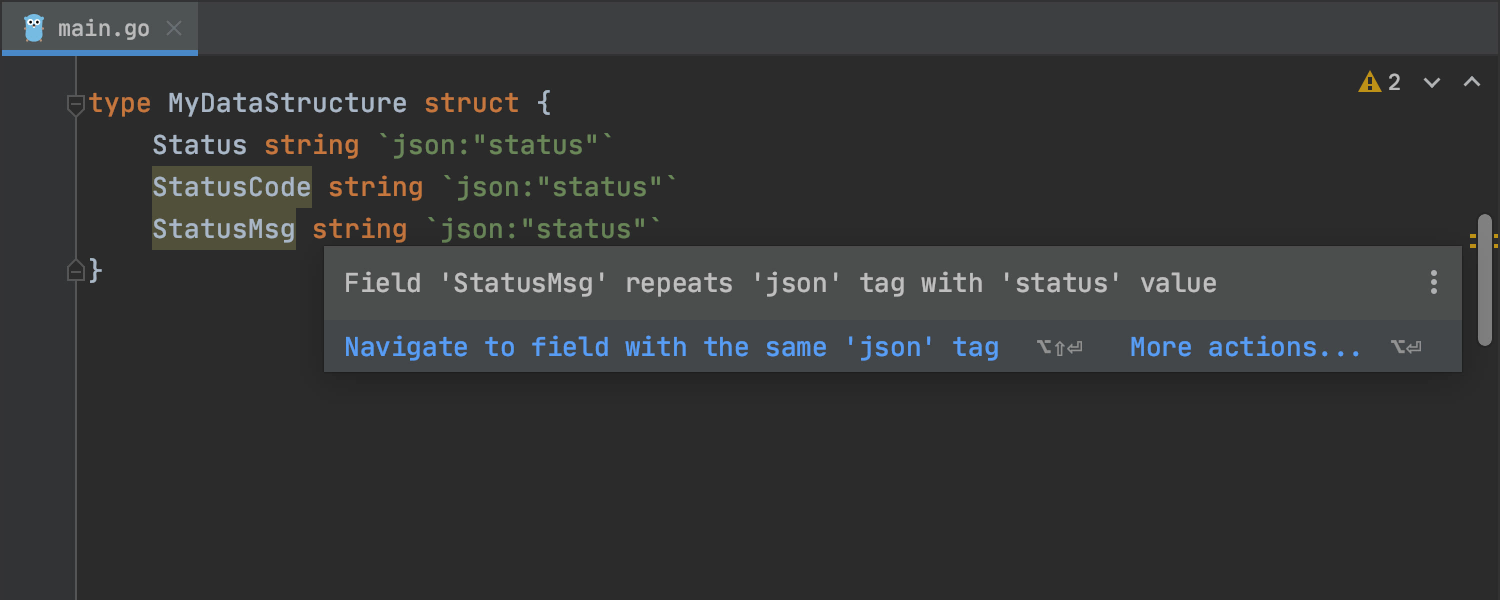 main.go
2
type MyDataStructure struct {
Status string `json:"status"`
StatusCode string `json:"status"`
StatusMsg string `json:"status"`
}
Field 'StatusMsg' repeats 'json' tag with 'status' value
Navigate to field with the same 'json' tag ⌥⇧⏎ More actions... ⌥⏎